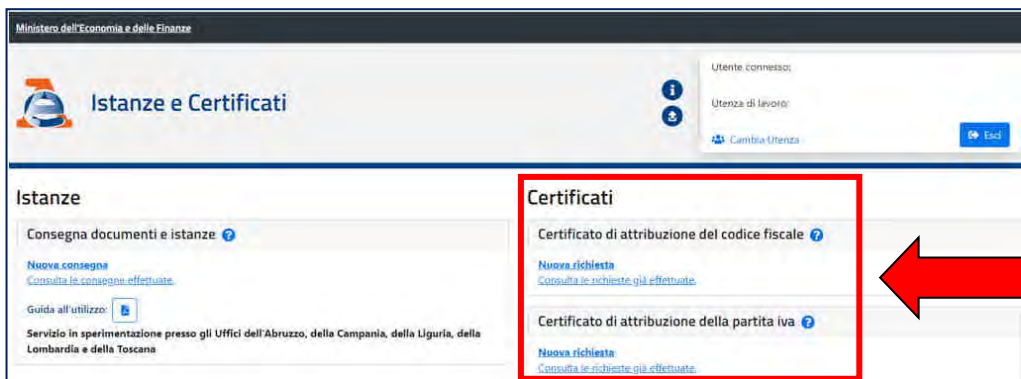 Ministero dell'Economia e delle Finanze
Istanze e Certificati
Utente connesso:
Utenza di lavoro:
Cambia Utenza
Esci
Istanze
Consegna documenti e istanze
Nuova consegna
Consulta le consegne effettuate.
Guida all'utilizzo:
Servizio in sperimentazione presso gli Uffici dell'Abruzzo, della Campania, della Liguria, della
Lombardia e della Toscana
Certificati
Certificato di attribuzione del codice fiscale
Nuova richiesta
Consulta le richieste già effettuate.
Certificato di attribuzione della partita iva
Nuova richiesta
Consulta le richieste già effettuate.